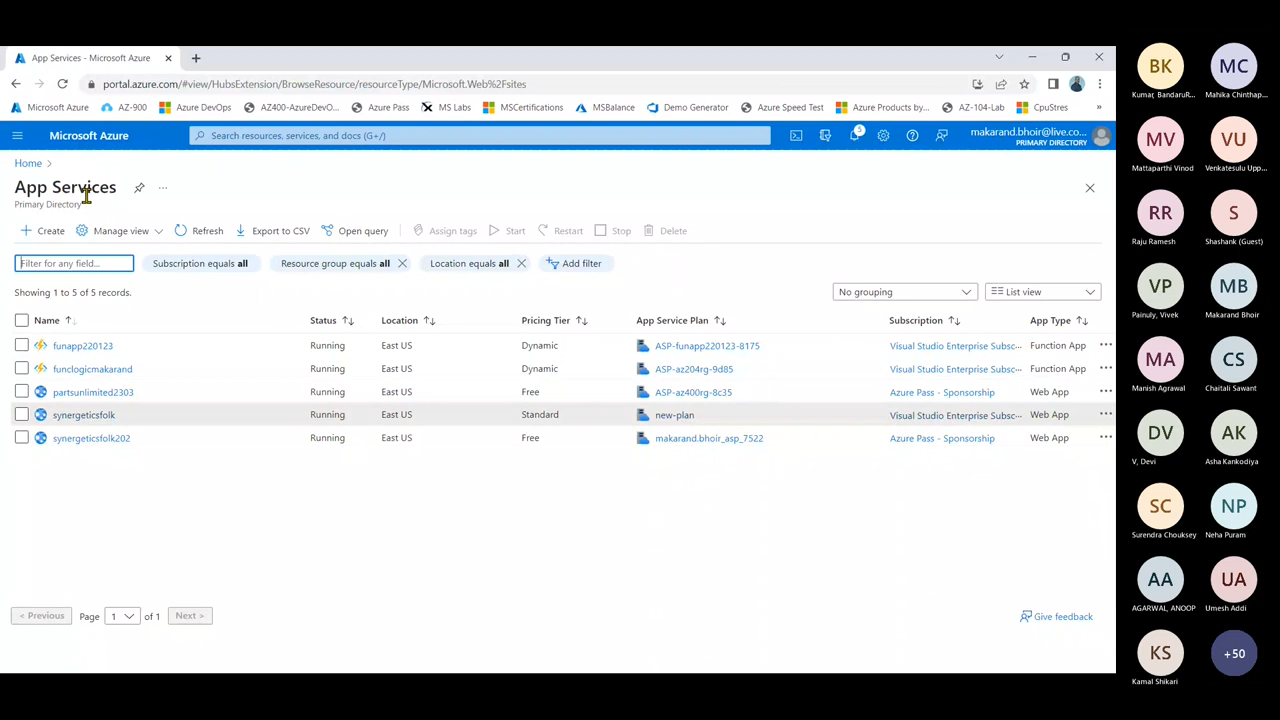 App Services - Microsoft Azure
portal.azure.com/#view/HubsExtension/BrowseResource/resourceType/Microsoft.Web%2Fsites
Microsoft Azure AZ-900 Azure DevOps AZ400-AzureDevO... Azure Pass MS Labs MSCertifications MSBalance Demo Generator Azure Speed Test Azure Products by... AZ-104-Lab CpuStres »
Microsoft Azure Search resources, services, and docs (G+/) 5 makarand.bhoir@live.co... PRIMARY DIRECTORY
Home >
App Services ...
Primary Directory
Create Manage view Refresh Export to CSV Open query Assign tags Start Restart Stop Delete
Filter for any field... Subscription equals all Resource group equals all Location equals all Add filter
Showing 1 to 5 of 5 records. No grouping List view
Name Status Location Pricing Tier App Service Plan Subscription App Type
funapp220123 Running East US Dynamic ASP-funapp220123-8175 Visual Studio Enterprise Subsc... Function App ...
funclogicmakarand Running East US Dynamic ASP-az204rg-9d85 Visual Studio Enterprise Subsc... Function App ...
partsunlimited2303 Running East US Free ASP-az400rg-8c35 Azure Pass - Sponsorship Web App ...
synergeticsfolk Running East US Standard new-plan Visual Studio Enterprise Subsc... Web App ...
synergeticsfolk202 Running East US Free makarand.bhoir_asp_7522 Azure Pass - Sponsorship Web App ...
< Previous Page 1 of 1 Next > Give feedback
BK MC
Kumar, BandaruR... Mahika Chinthap...
MV VU
Mattaparthi Vinod Venkatesulu Upp...
RR S
Raju Ramesh Shashank (Guest)
VP MB
Painuly, Vivek Makarand Bhoir
MA CS
Manish Agrawal Chaitali Sawant
DV AK
V, Devi Asha Kankodiya
SC NP
Surendra Chouksey Neha Puram
AA UA
AGARWAL, ANOOP Umesh Addi
KS +50
Kamal Shikari